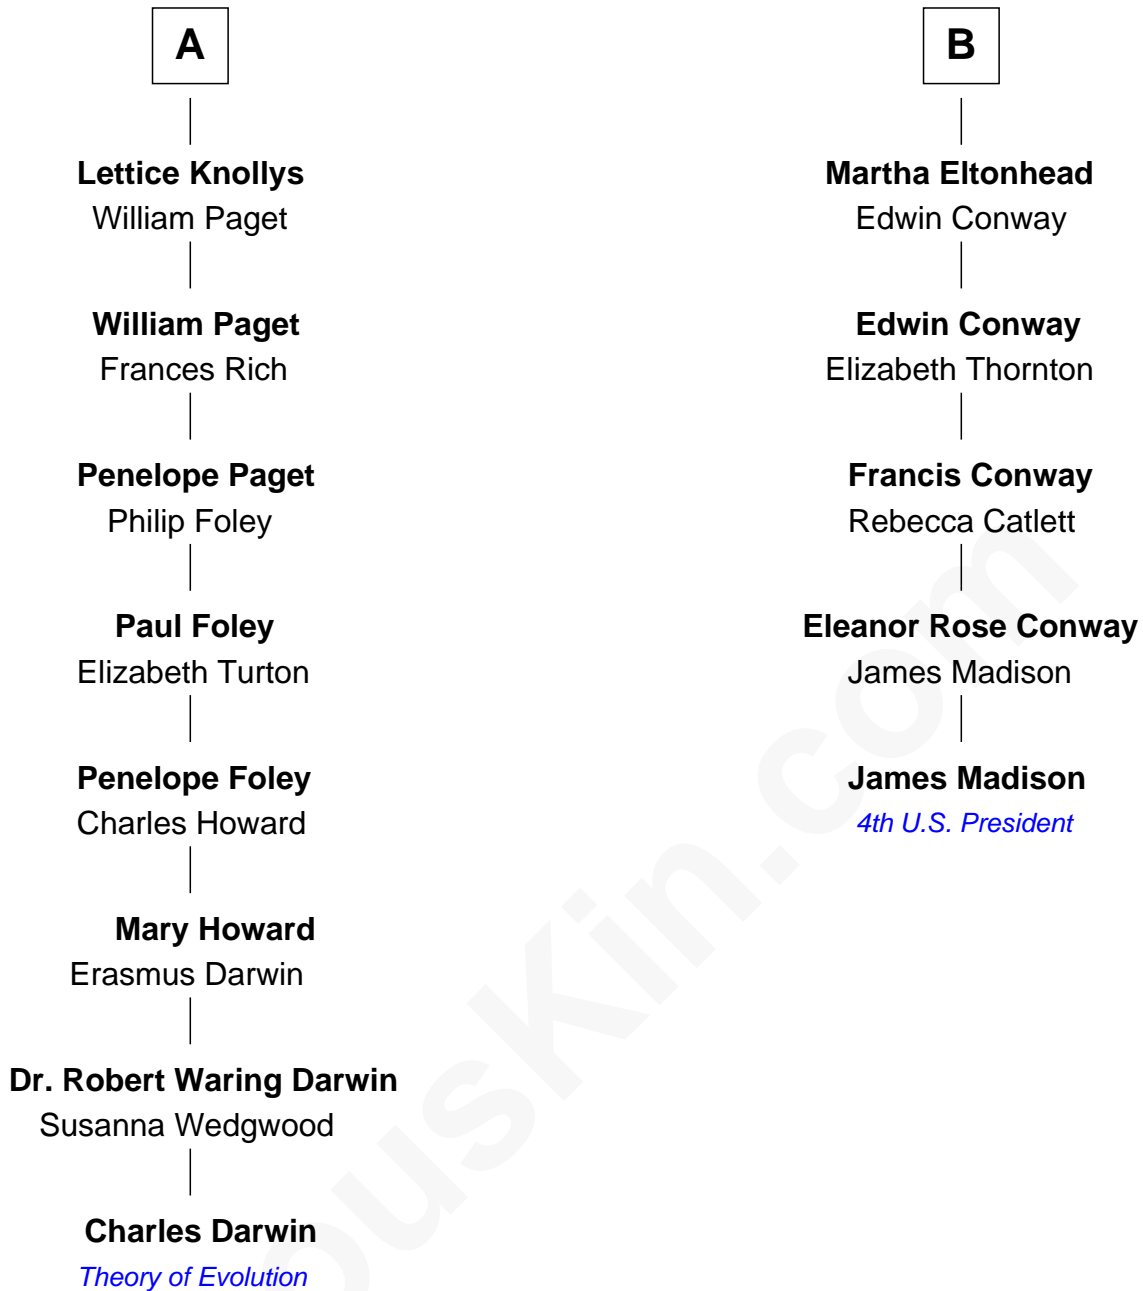 A
Lettice Knollys
William Paget
William Paget
Frances Rich
Penelope Paget
Philip Foley
Paul Foley
Elizabeth Turton
Penelope Foley
Charles Howard
Mary Howard
Erasmus Darwin
Dr. Robert Waring Darwin
Susanna Wedgwood
Charles Darwin
Theory of Evolution
B
Martha Eltonhead
Edwin Conway
Edwin Conway
Elizabeth Thornton
Francis Conway
Rebecca Catlett
Eleanor Rose Conway
James Madison
James Madison
4th U.S. President
ousKin.com